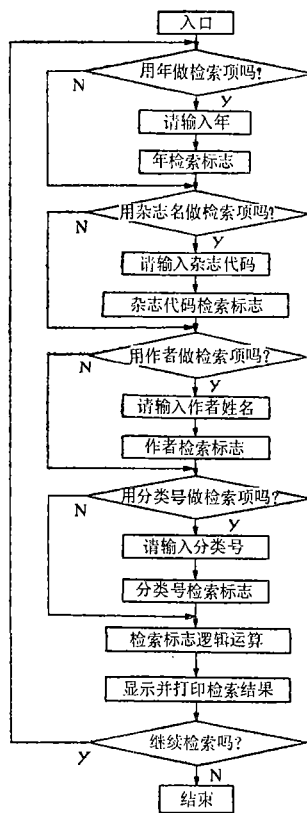 入口
用年做检索项吗?
N
y
请输入年
年检索标志
用杂志名做检索项吗?
N
y
请输入杂志代码
杂志代码检索标志
用作者做检索项吗?
N
y
请输入作者姓名
作者检索标志
用分类号做检索项吗?
N
y
请输入分类号
分类号检索标志
检索标志逻辑运算
显示并打印检索结果
继续检索吗?
y
N
结束